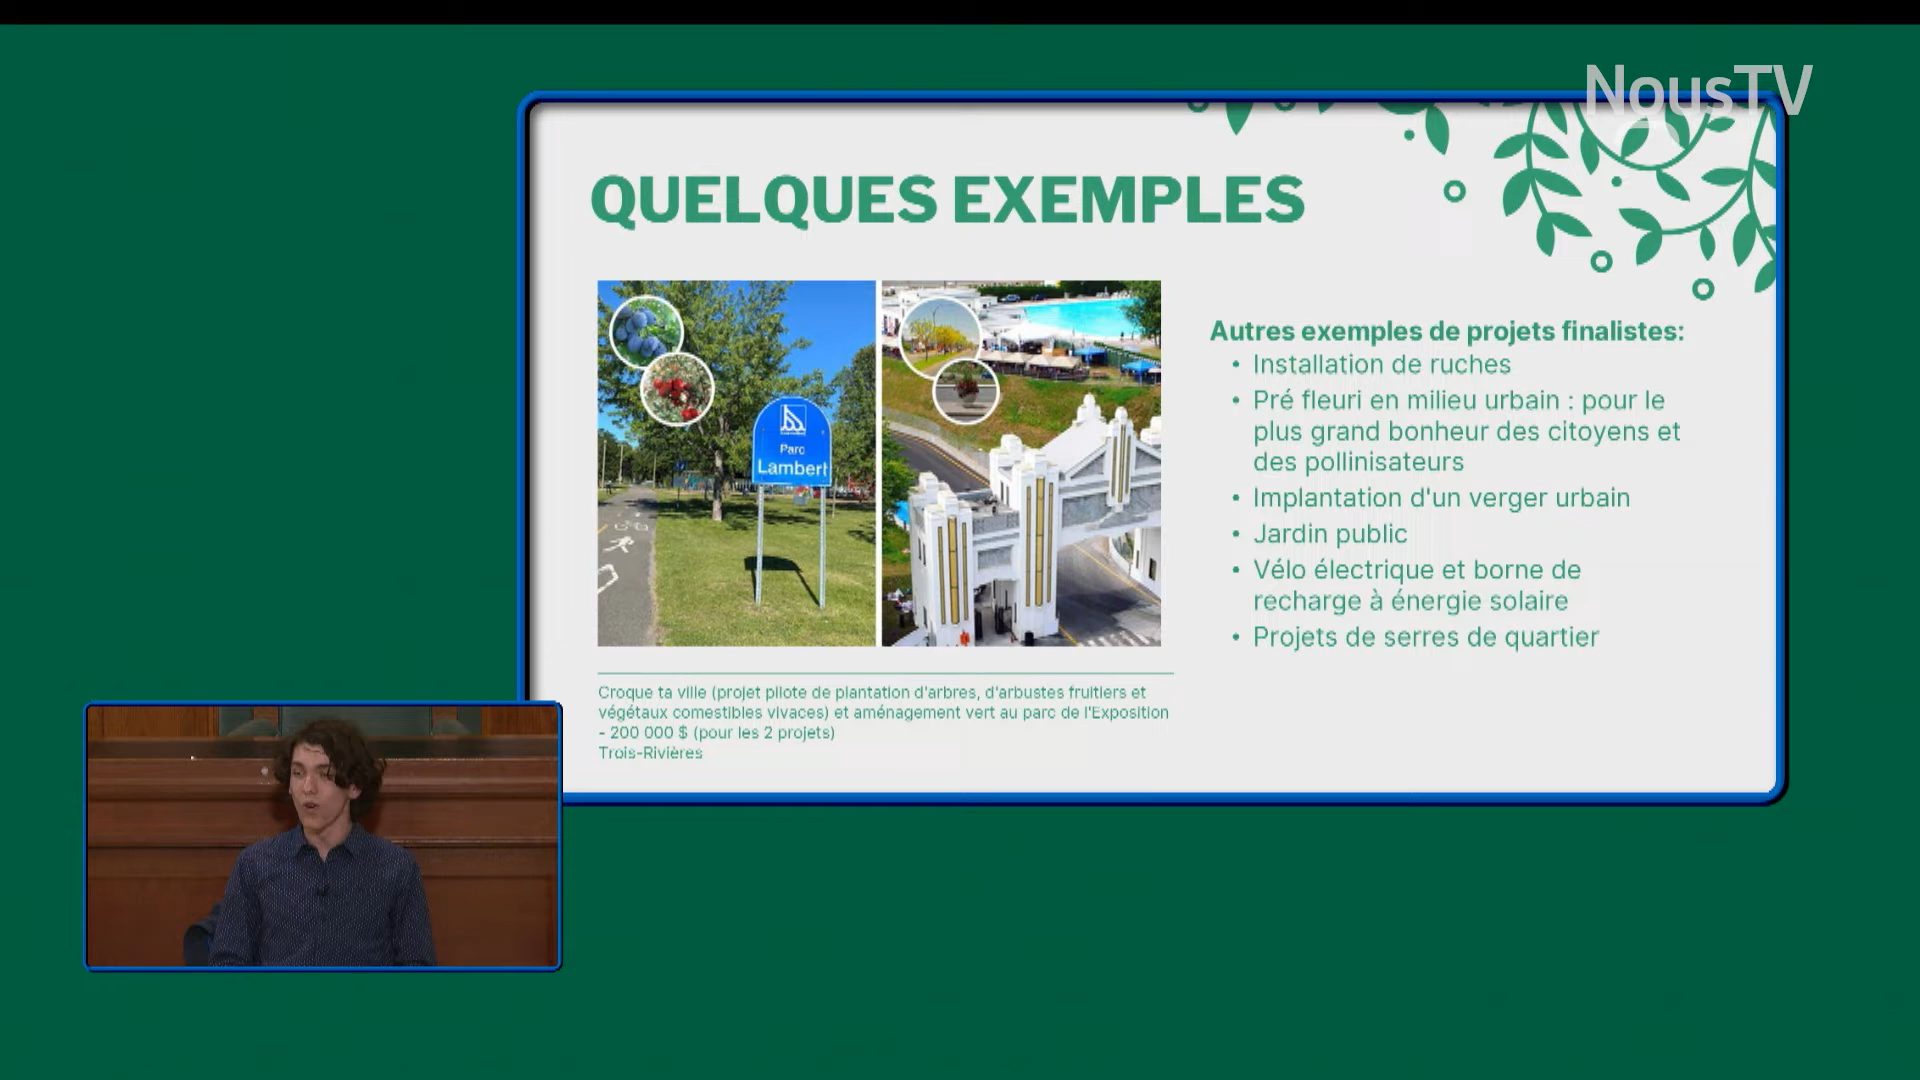 NousTV
QUELQUES EXEMPLES
Parc
Lambert
Autres exemples de projets finalistes:
• Installation de ruches
• Pré fleuri en milieu urbain : pour le
plus grand bonheur des citoyens et
des pollinisateurs
• Implantation d'un verger urbain
• Jardin public
• Vélo électrique et borne de
recharge à énergie solaire
• Projets de serres de quartier
Croque ta ville (projet pilote de plantation d'arbres, d'arbustes fruitiers et
végétaux comestibles vivaces) et aménagement vert au parc de l'Exposition
- 200 000 $ (pour les 2 projets)
Trois-Rivières